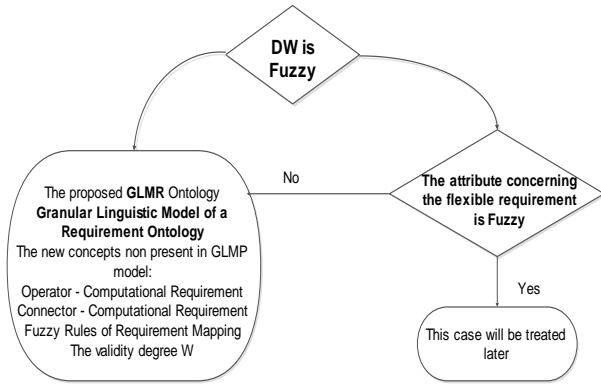 DW is
Fuzzy
No
The attribute concerning
the flexible requirement
is Fuzzy
The proposed GLMR Ontology
Granular Linguistic Model of a
Requirement Ontology
The new concepts non present in GLMP
model:
Operator - Computational Requirement
Connector - Computational Requirement
Fuzzy Rules of Requirement Mapping
The validity degree W
Yes
This case will be treated
later